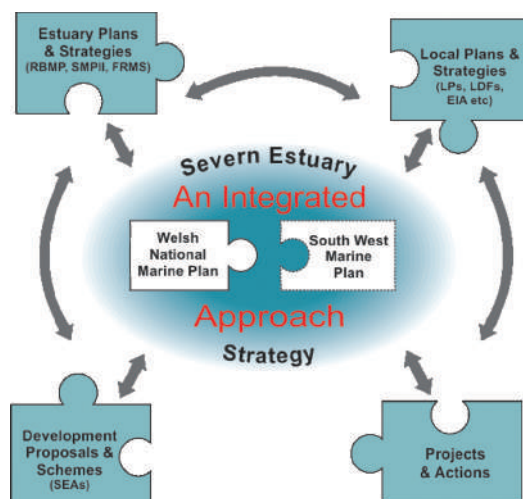 Estuary Plans
& Strategies
(RBMP, SMPII, FRMS)
Local Plans &
Strategies
(LPs, LDFs,
EIA etc)
Severn Estuary
An Integrated
Welsh
National
Marine Plan
South West
Marine
Plan
Approach
Strategy
Development
Proposals &
Schemes
(SEAs)
Projects
& Actions